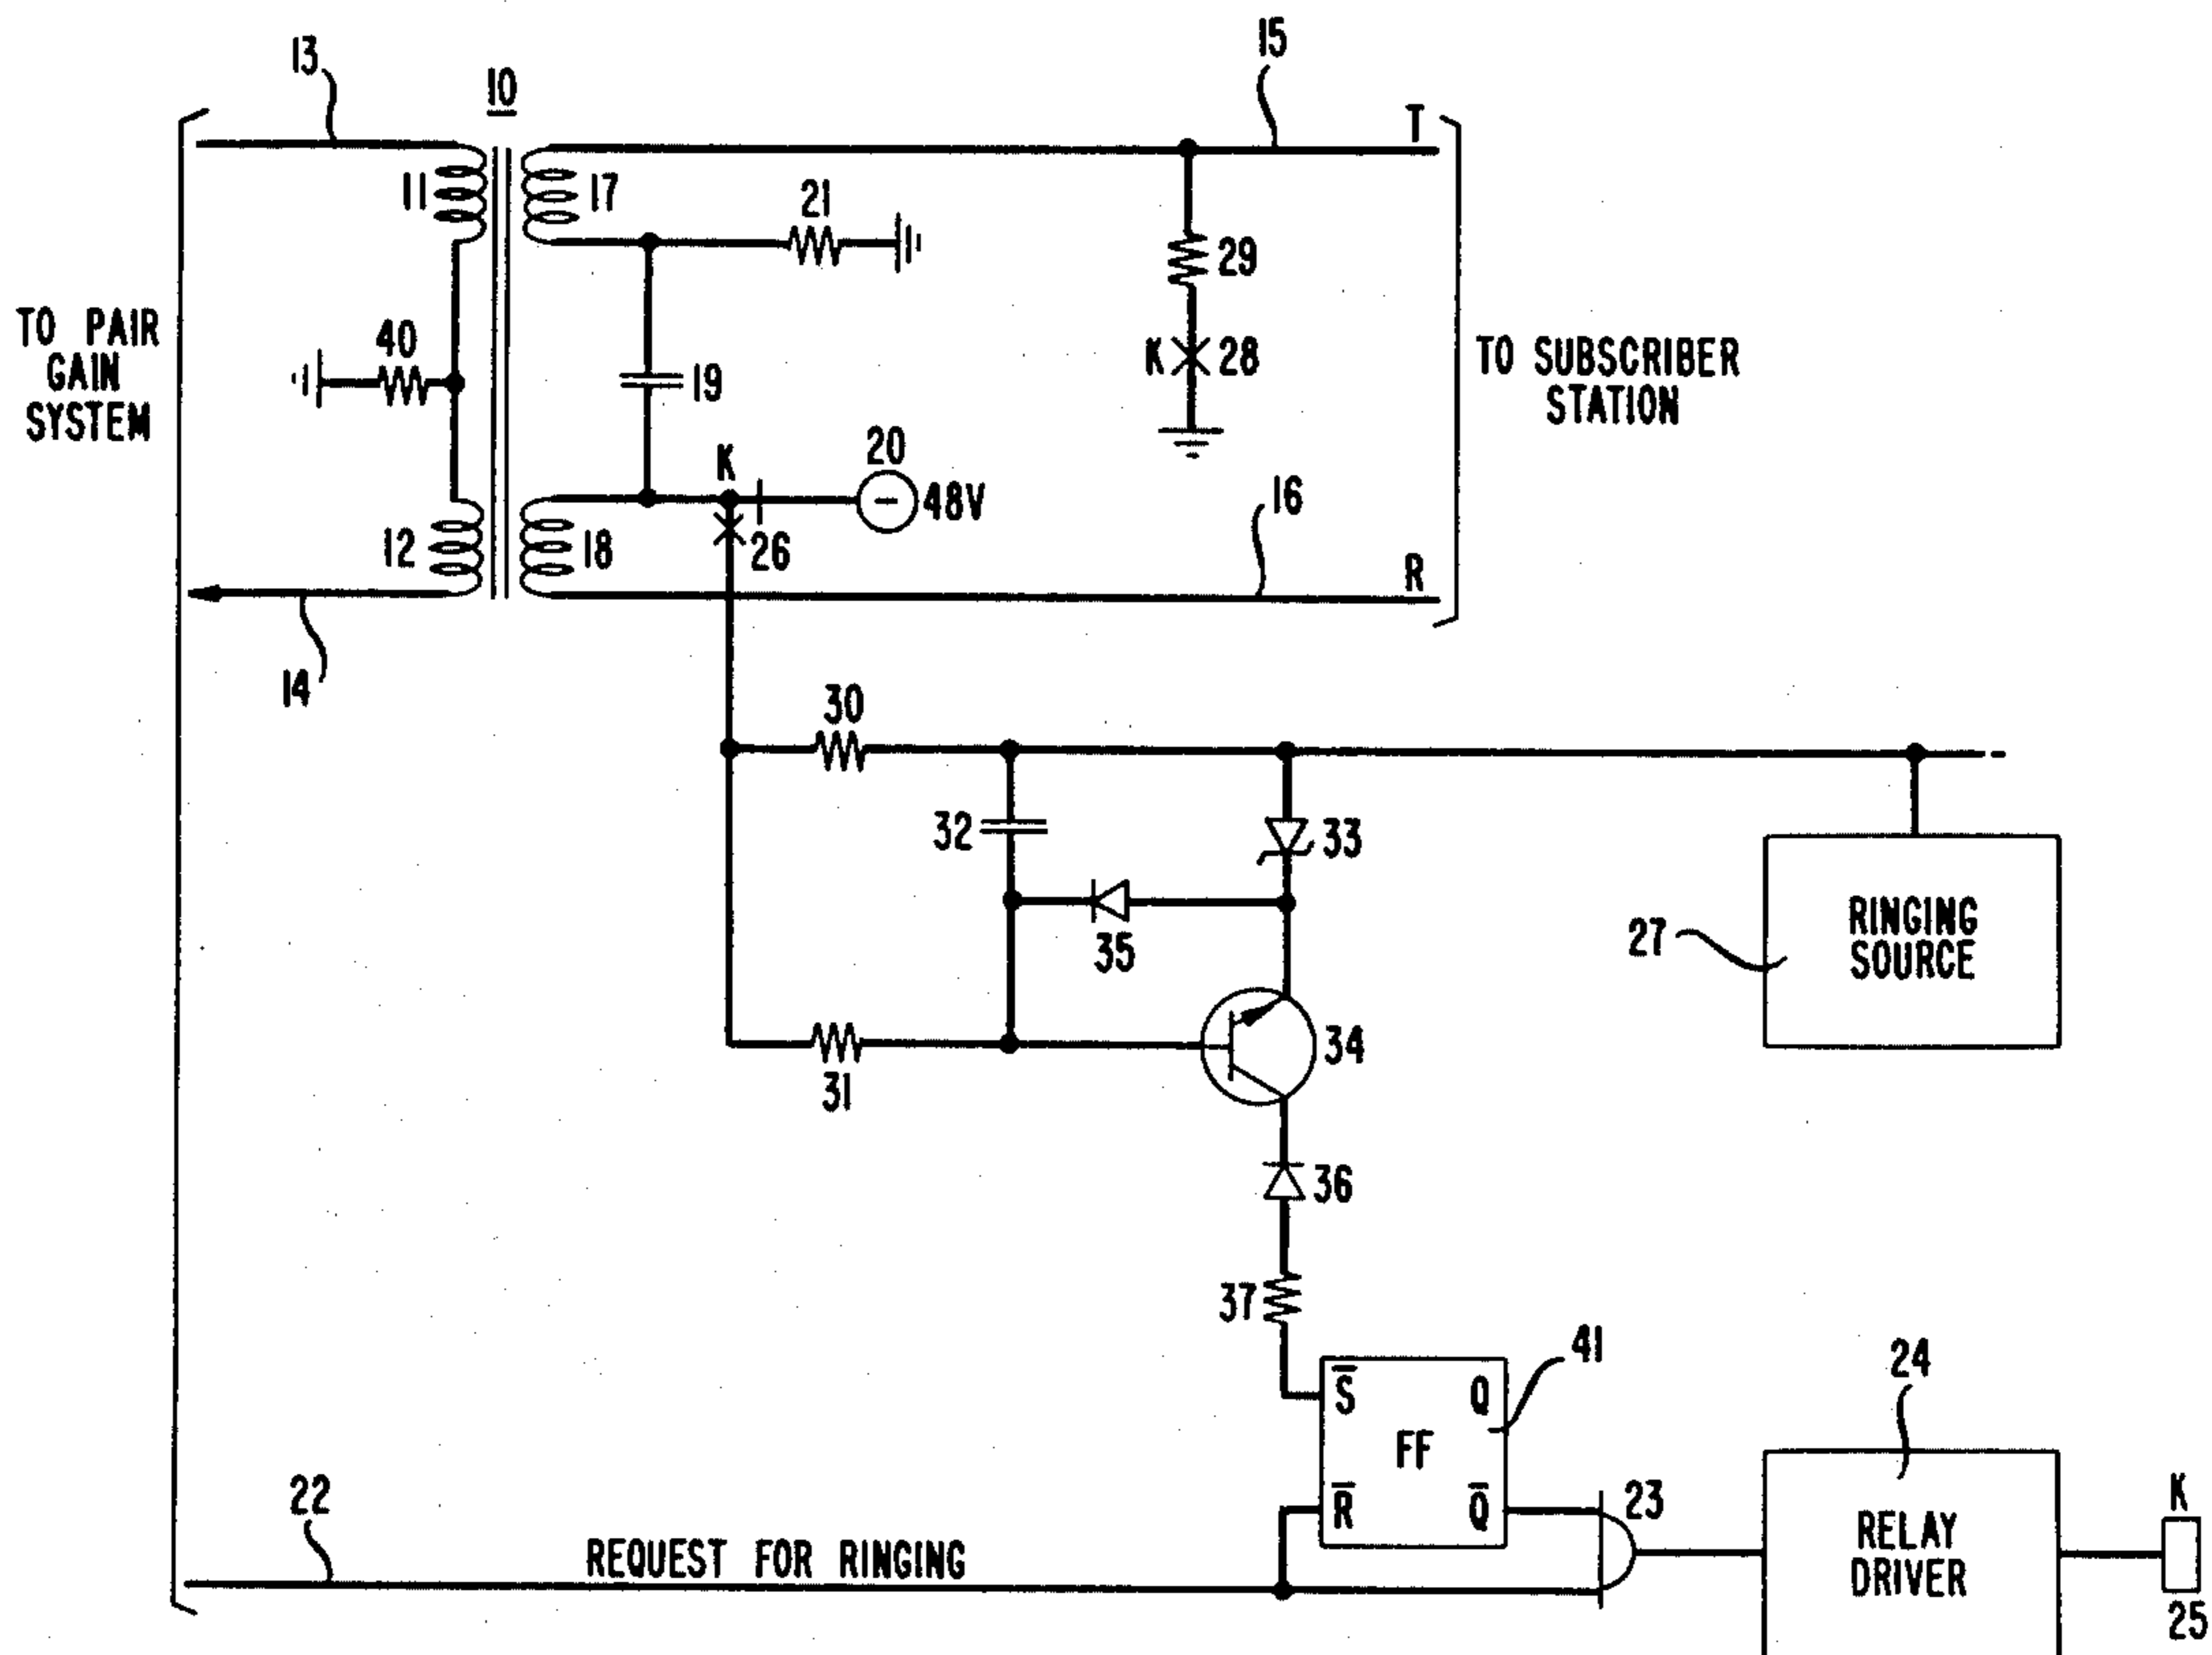 13
10
15
T
11
17
21
29
TO PAIR
GAIN
SYSTEM
40
19
K
28
TO SUBSCRIBER
STATION
K
20
−
48V
16
12
18
26
R
14
30
32
33
35
27
RINGING
SOURCE
34
31
36
37
41
S̅
Q
FF
24
22
R̅
Q̅
23
K
REQUEST FOR RINGING
RELAY
DRIVER
25